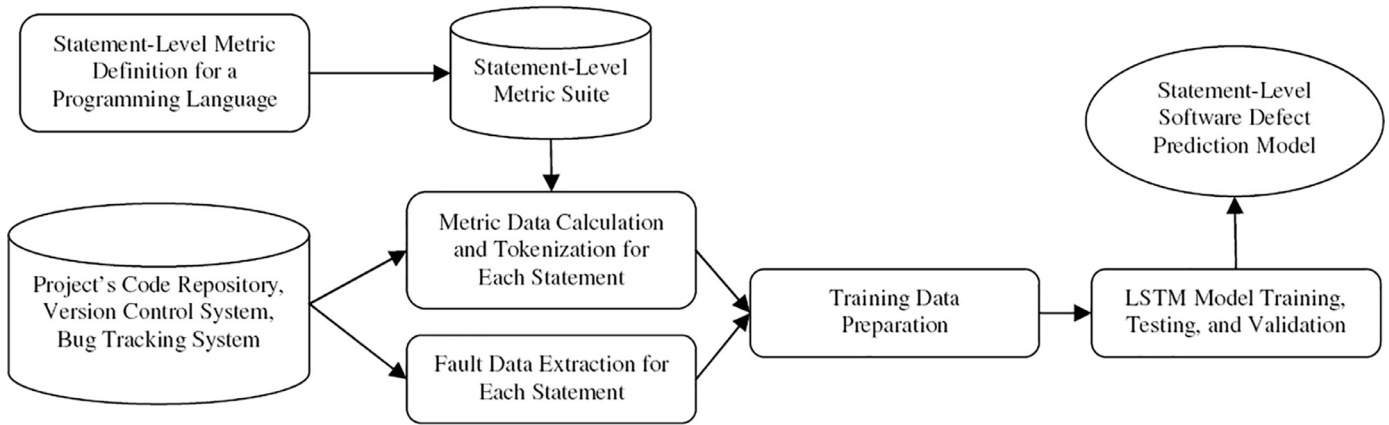 Statement-Level Metric
Definition for a
Programming Language
Statement-Level
Metric Suite
Statement-Level
Software Defect
Prediction Model
Project's Code Repository,
Version Control System,
Bug Tracking System
Metric Data Calculation
and Tokenization for
Each Statement
Fault Data Extraction for
Each Statement
Training Data
Preparation
LSTM Model Training,
Testing, and Validation